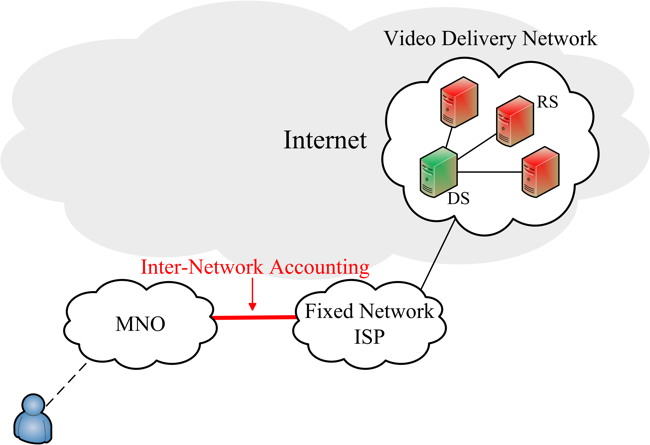 Video Delivery Network
RS
Internet
DS
Inter-Network Accounting
MNO
Fixed Network
ISP